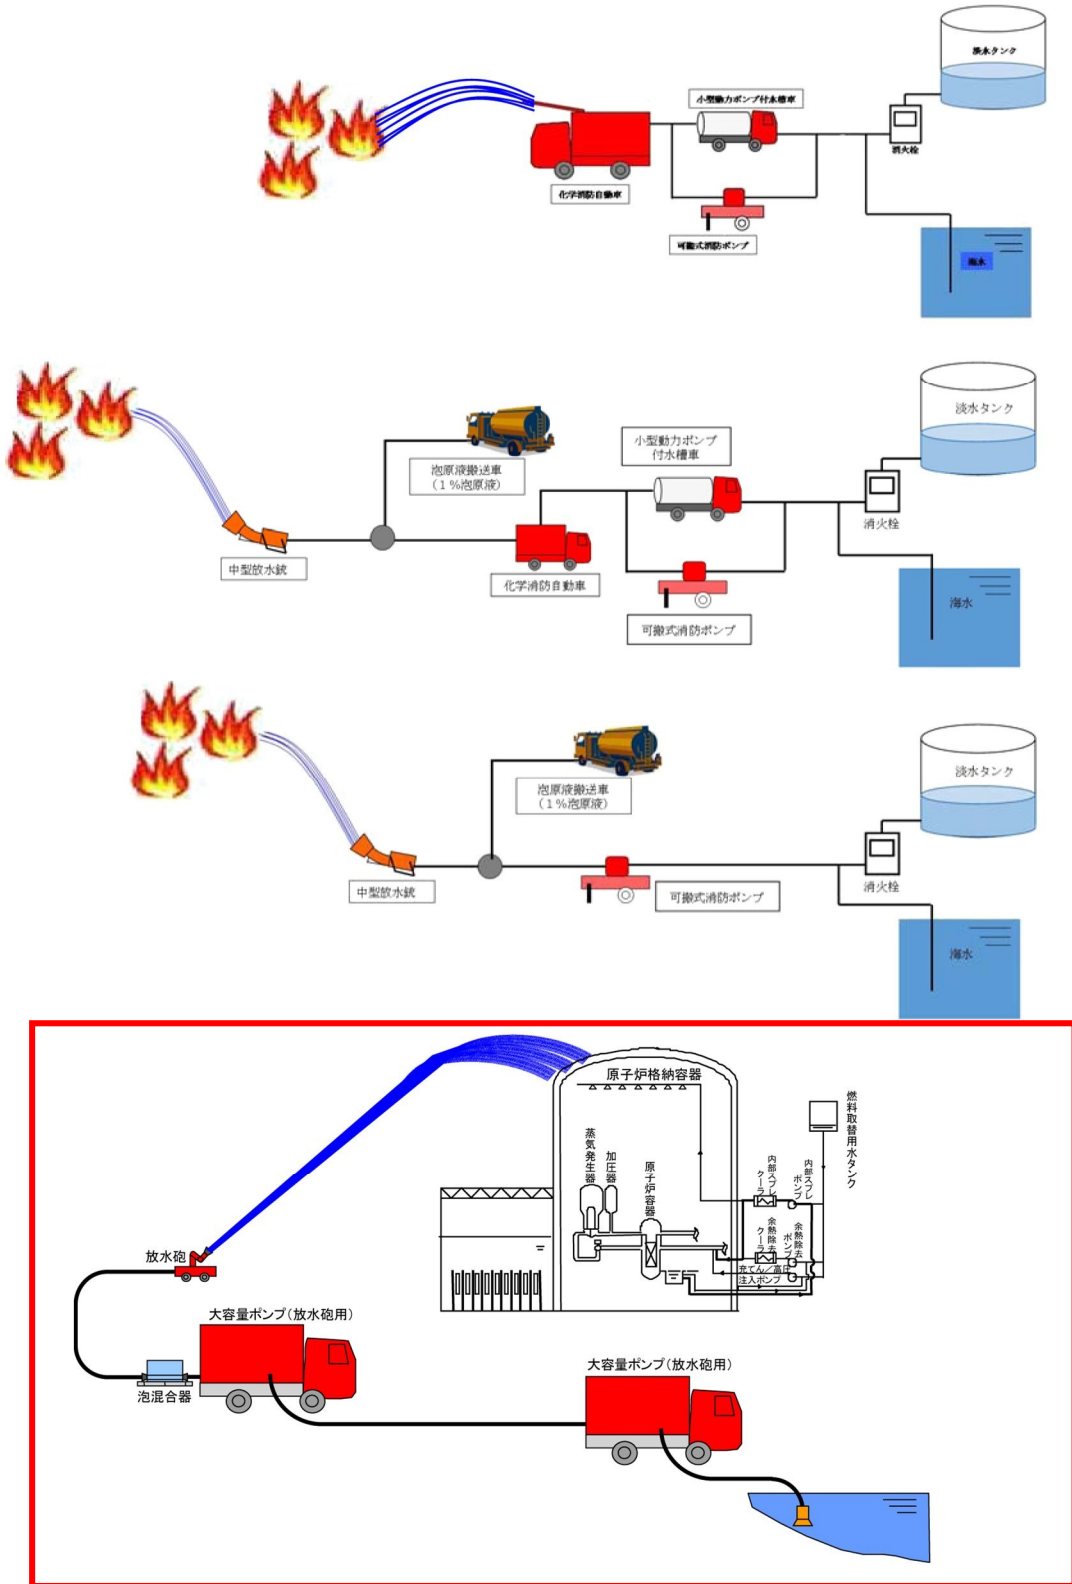 淡水タンク
小型動力ポンプ付水槽車
消火栓
化学消防自動車
可搬式消防ポンプ
海水
淡水タンク
小型動力ポンプ
付水槽車
泡原液搬送車
(1%泡原液)
消火栓
中型放水銃
化学消防自動車
海水
可搬式消防ポンプ
淡水タンク
泡原液搬送車
(1%泡原液)
消火栓
中型放水銃
可搬式消防ポンプ
海水
原子炉格納容器
燃料取替用水タンク
蒸気発生器
加圧器
原子炉容器
内部スプレ
クーラ
内部スプレ
ポンプ
余熱除去
クーラ
余熱除去
ポンプ
充てん/高圧
注入ポンプ
放水砲
大容量ポンプ(放水砲用)
泡混合器
大容量ポンプ(放水砲用)